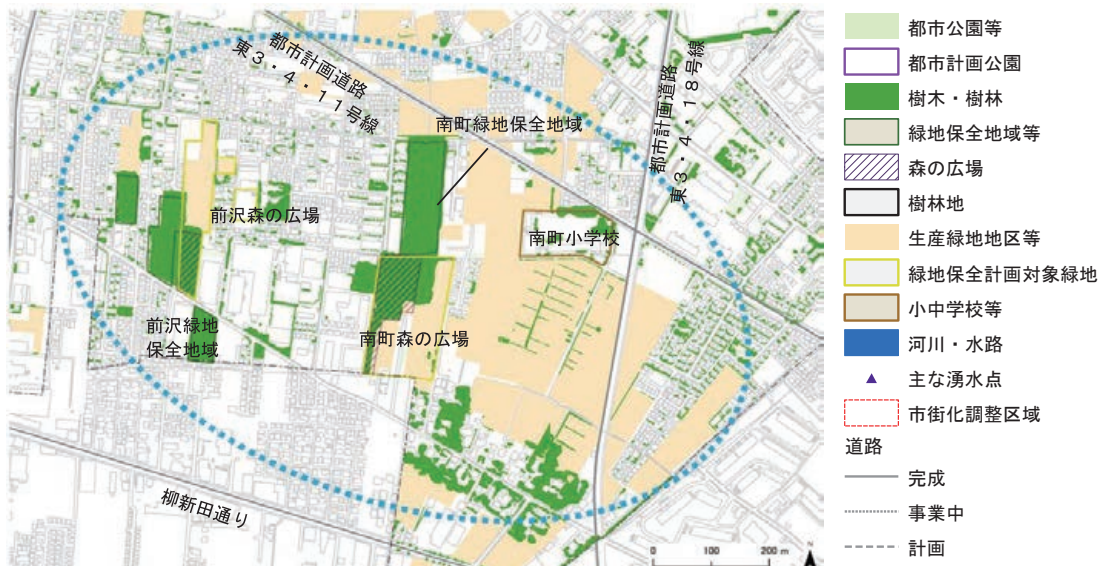 都市計画道路
東3・4・11号線
都市計画道路
東3・4・18号線
南町緑地保全地域
前沢森の広場
南町小学校
前沢緑地
保全地域
南町森の広場
柳新田通り
0 100 200 m
N
都市公園等
都市計画公園
樹木・樹林
緑地保全地域等
森の広場
樹林地
生産緑地地区等
緑地保全計画対象緑地
小中学校等
河川・水路
主な湧水点
市街化調整区域
道路
完成
事業中
計画